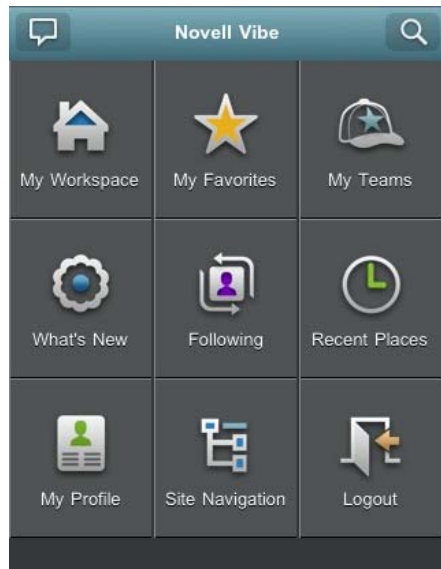 Novell Vibe
My Workspace
My Favorites
My Teams
What's New
Following
Recent Places
My Profile
Site Navigation
Logout